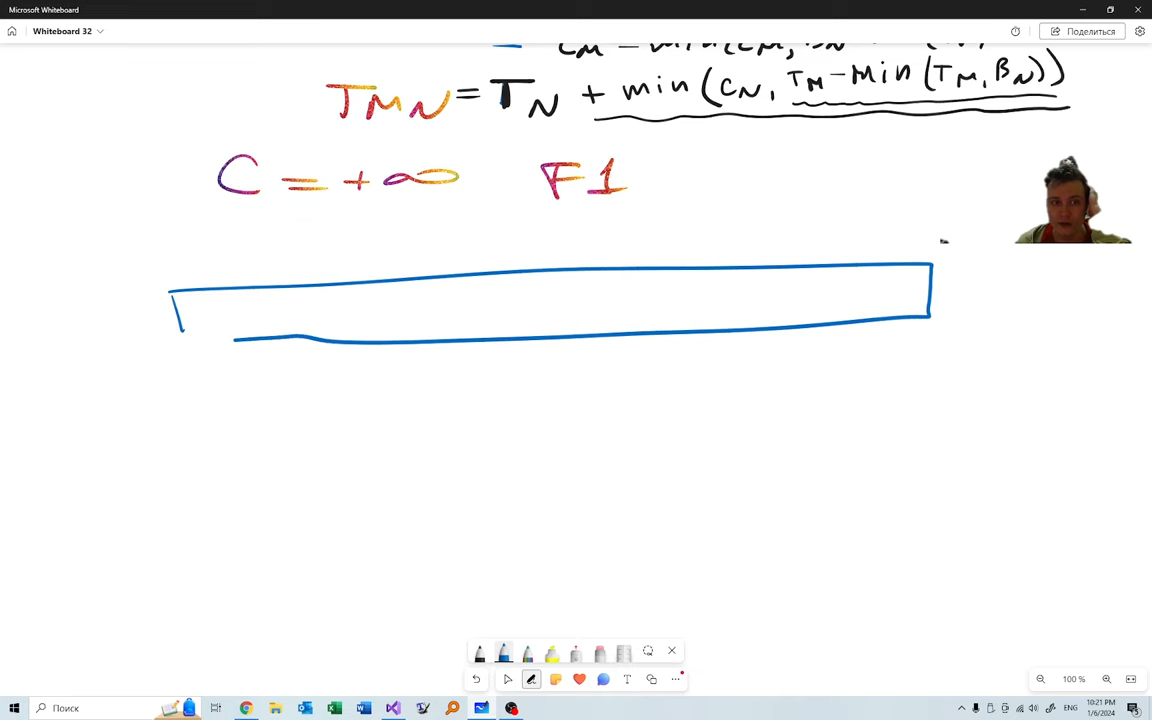 Microsoft Whiteboard
Whiteboard 32
Поделиться
TMN = TN + min(CN, TM-min(TM,BN))
C = +∞ F1
100 %
Поиск
ENG
10:21 PM
1/6/2024